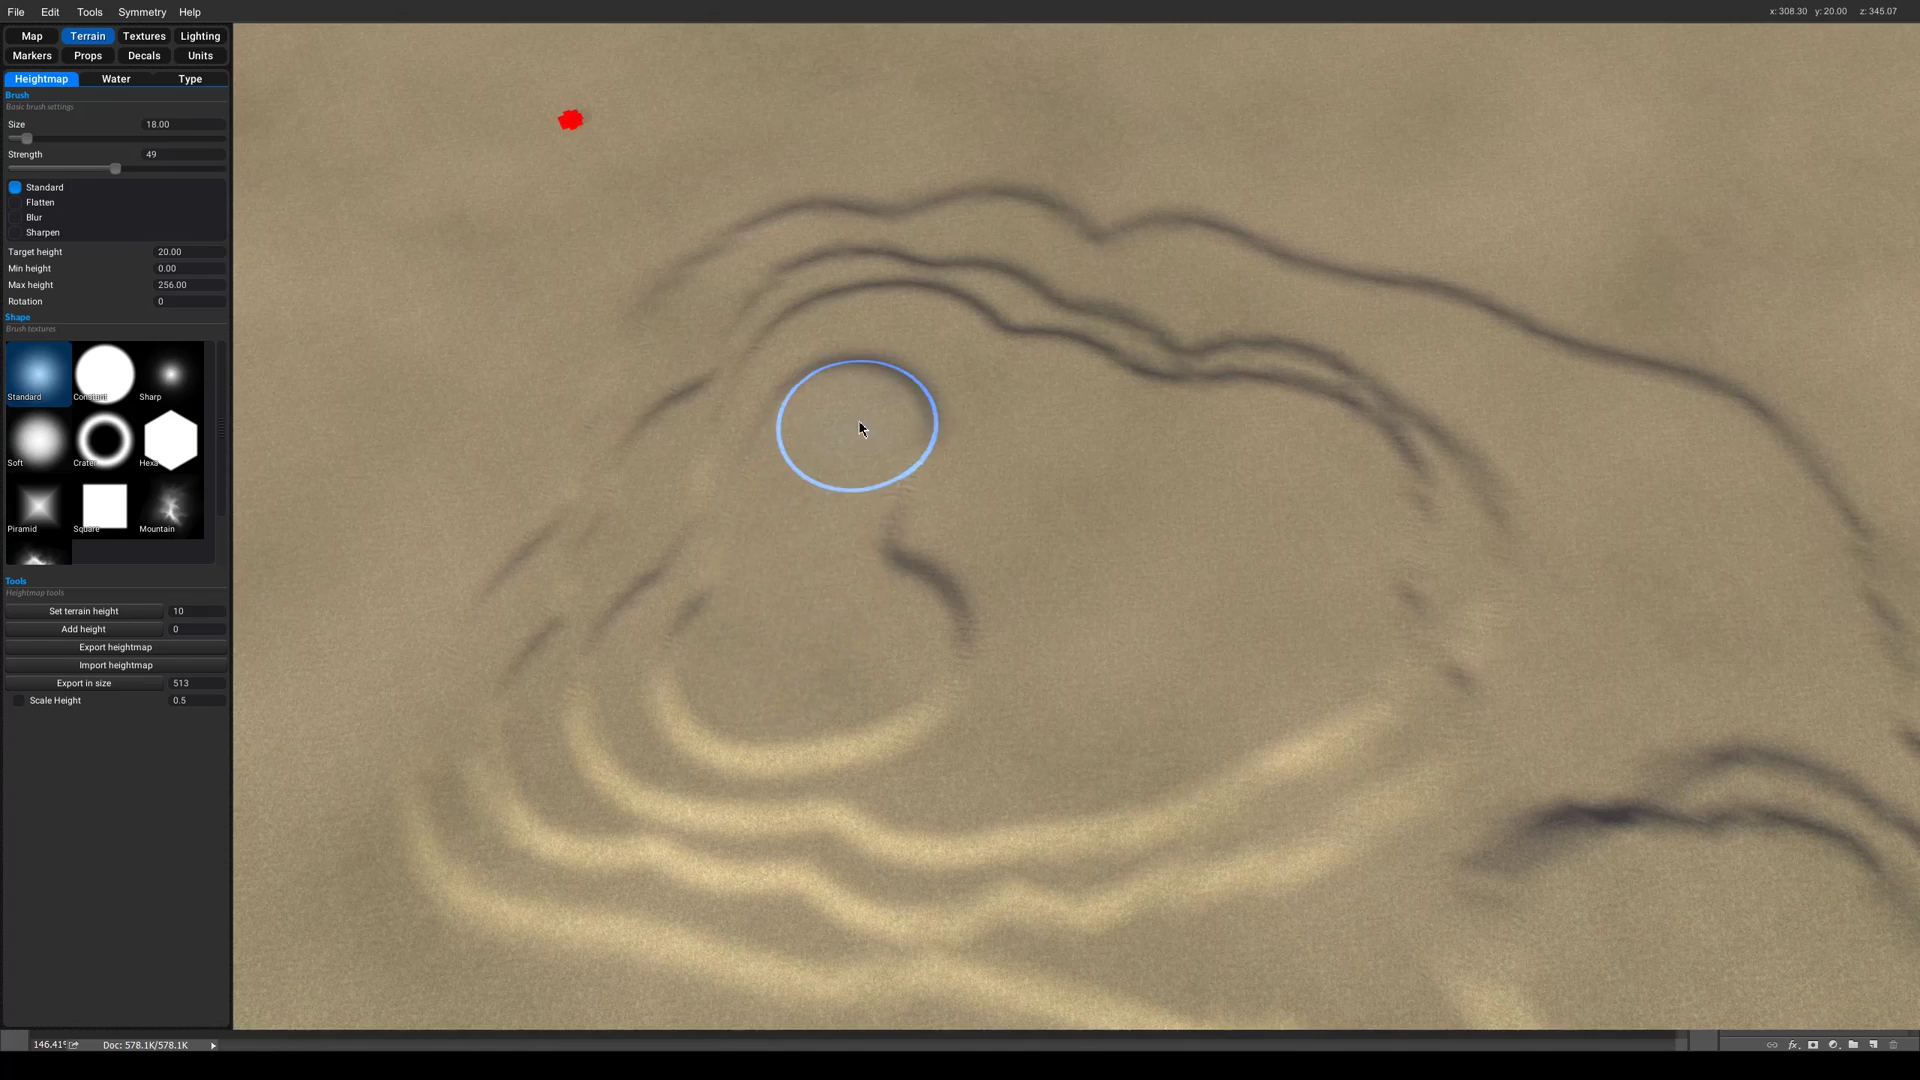 File Edit Tools Symmetry Help
x: 308.30 y: 20.00 z: 345.07
Map Terrain Textures Lighting
Markers Props Decals Units
Heightmap Water Type
Brush
Basic brush settings
Size 18.00
Strength 49
Standard
Flatten
Blur
Sharpen
Target height 20.00
Min height 0.00
Max height 256.00
Rotation 0
Shape
Brush textures
Standard Constant Sharp
Soft Crater Hexa
Piramid Square Mountain
Tools
Heightmap tools
Set terrain height 10
Add height 0
Export heightmap
Import heightmap
Export in size 513
Scale Height 0.5
Doc: 578.1K/578.1K
fx